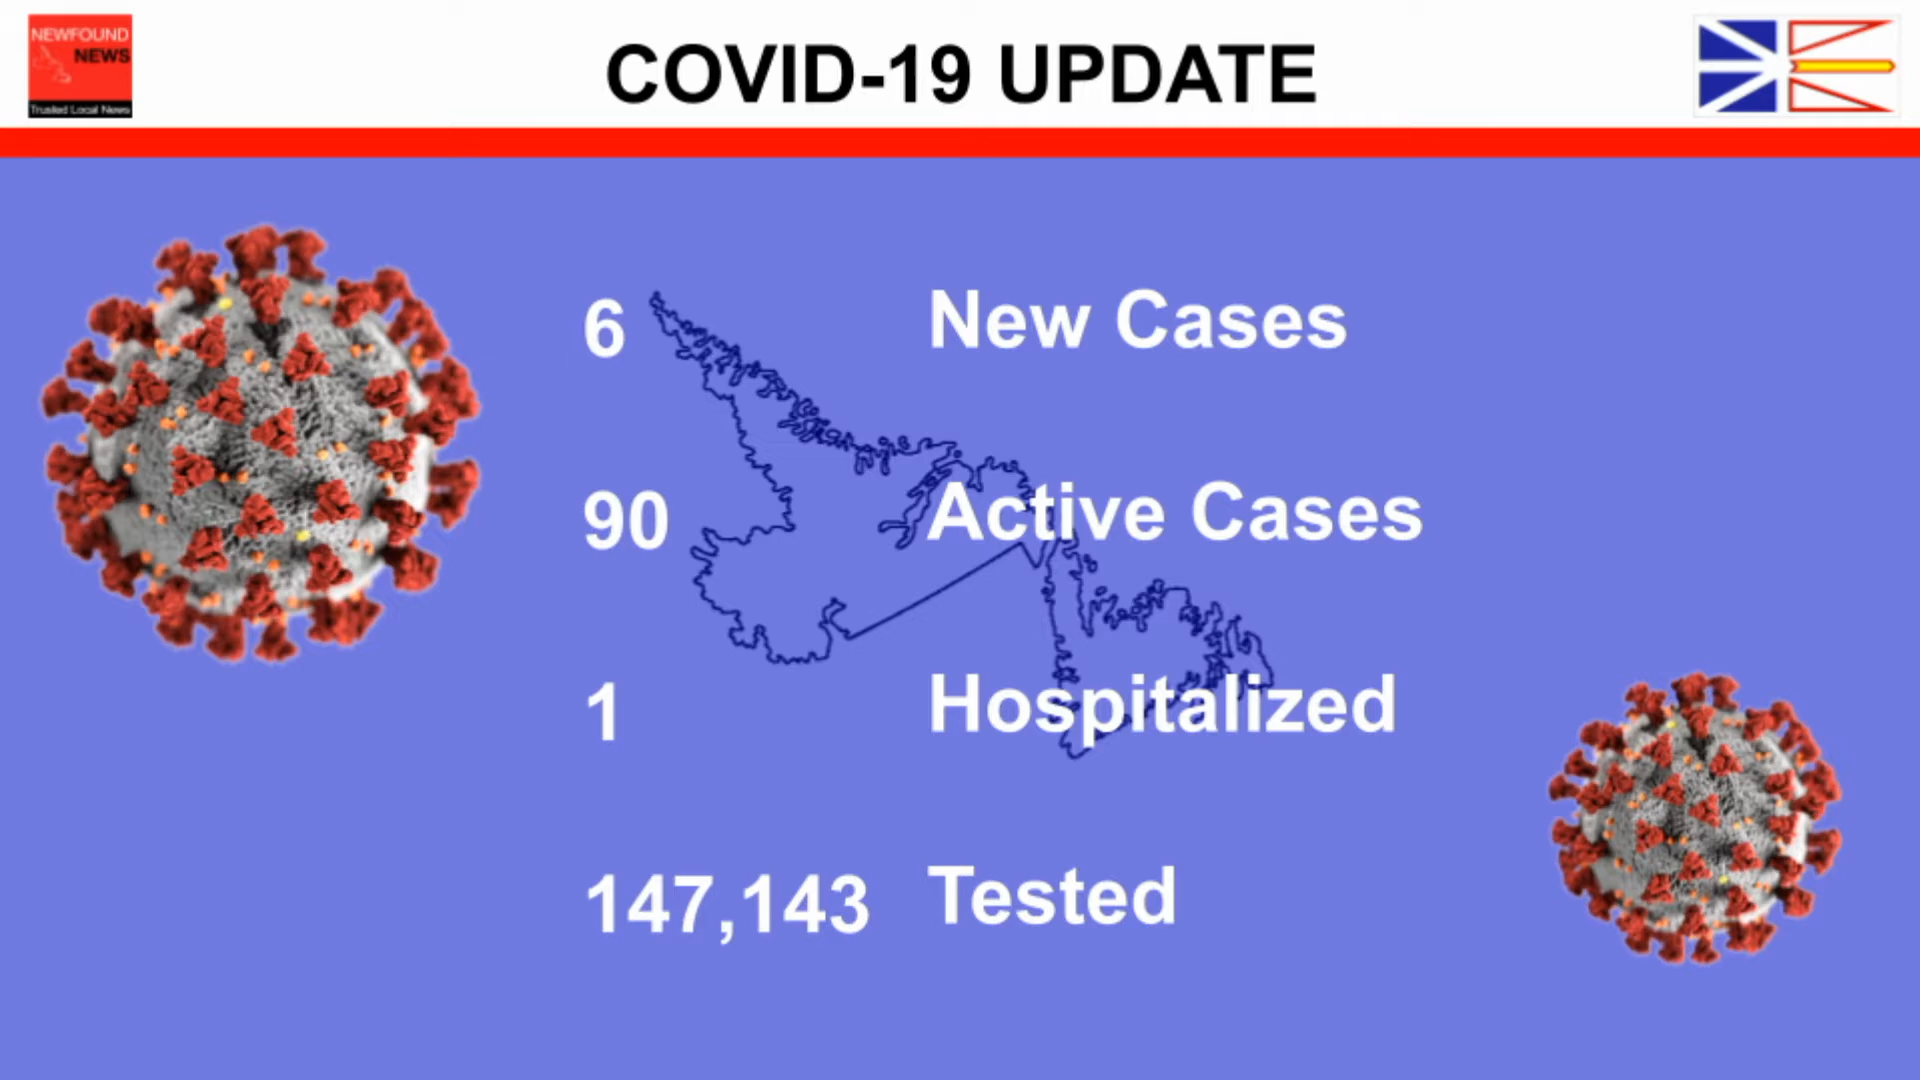 NEWFOUND
NEWS
Trusted Local News
COVID-19 UPDATE
6 New Cases
90 Active Cases
1 Hospitalized
147,143 Tested